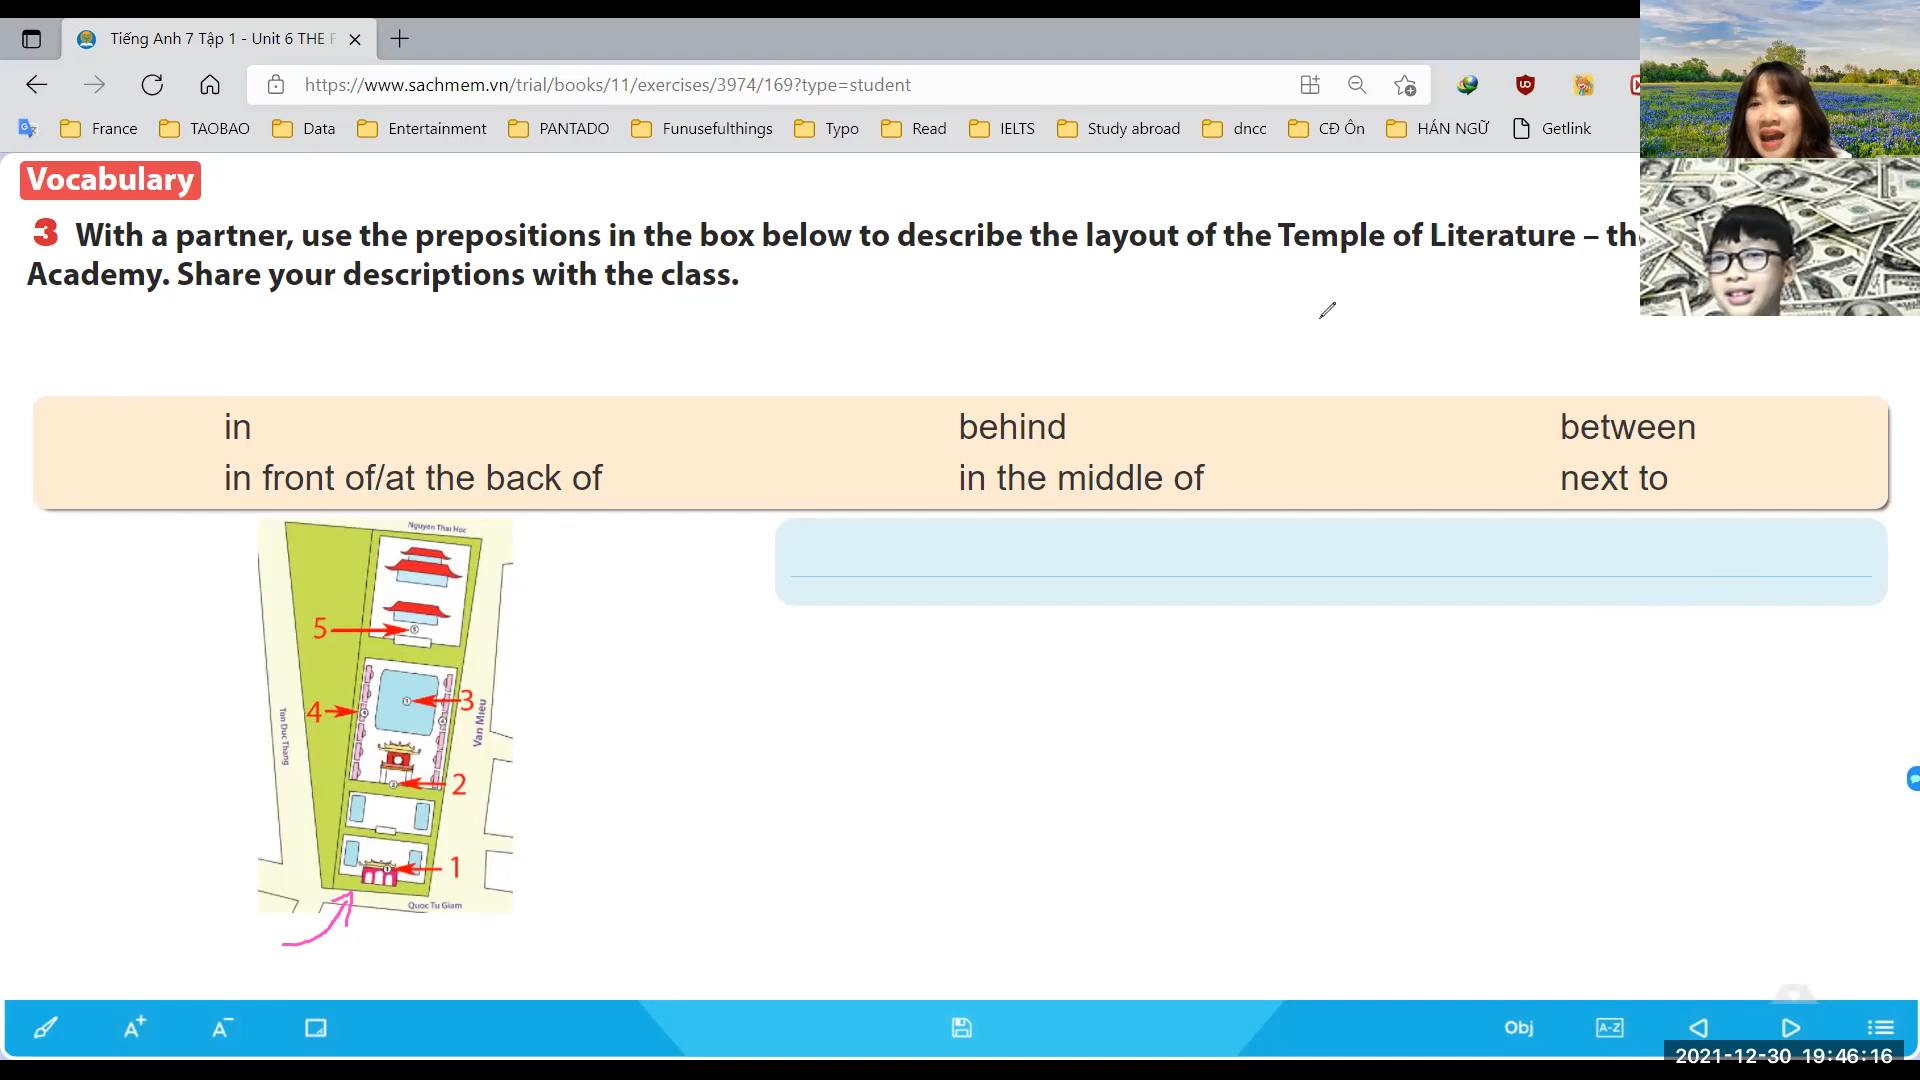 Tiếng Anh 7 Tập 1 - Unit 6 THE
https://www.sachmem.vn/trial/books/11/exercises/3974/169?type=student
France TAOBAO Data Entertainment PANTADO Funusefulthings Typo Read IELTS Study abroad dncc CĐ Ôn HÁN NGỮ Getlink
Vocabulary
3 With a partner, use the prepositions in the box below to describe the layout of the Temple of Literature – the
Academy. Share your descriptions with the class.
in behind between
in front of/at the back of in the middle of next to
Nguyen Thai Hoc
5
3
4
Ton Duc Thang
Van Mieu
2
1
Quoc Tu Giam
A+ A- Obj A-Z
2021-12-30 19:46:16